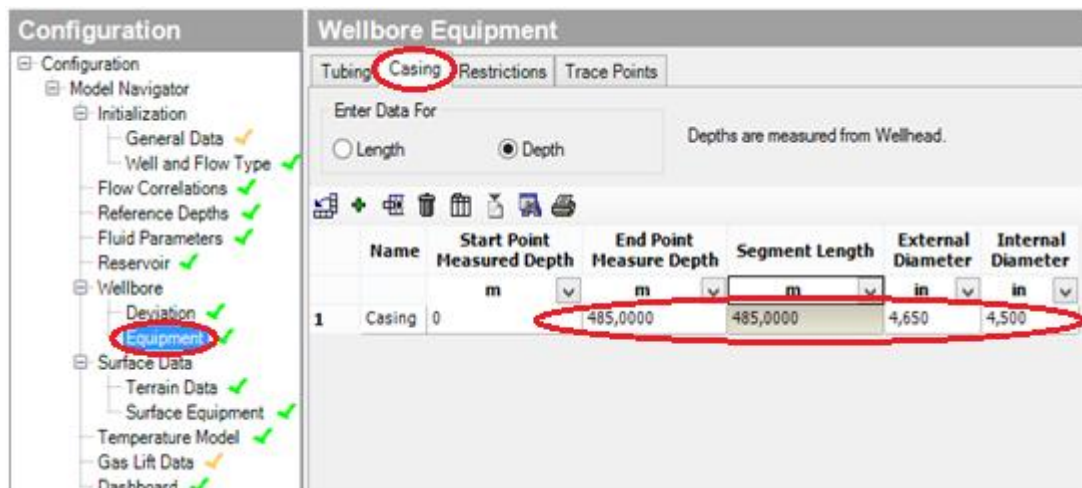 Configuration
Configuration
Model Navigator
Initialization
General Data
Well and Flow Type
Flow Correlations
Reference Depths
Fluid Parameters
Reservoir
Wellbore
Deviation
Equipment
Surface Data
Terrain Data
Surface Equipment
Temperature Model
Gas Lift Data
Dashboard
Wellbore Equipment
Tubing Casing Restrictions Trace Points
Enter Data For
Length Depth Depths are measured from Wellhead.
Name Start Point Measured Depth End Point Measure Depth Segment Length External Diameter Internal Diameter
m m m in in
1 Casing 0 485,0000 485,0000 4,650 4,500